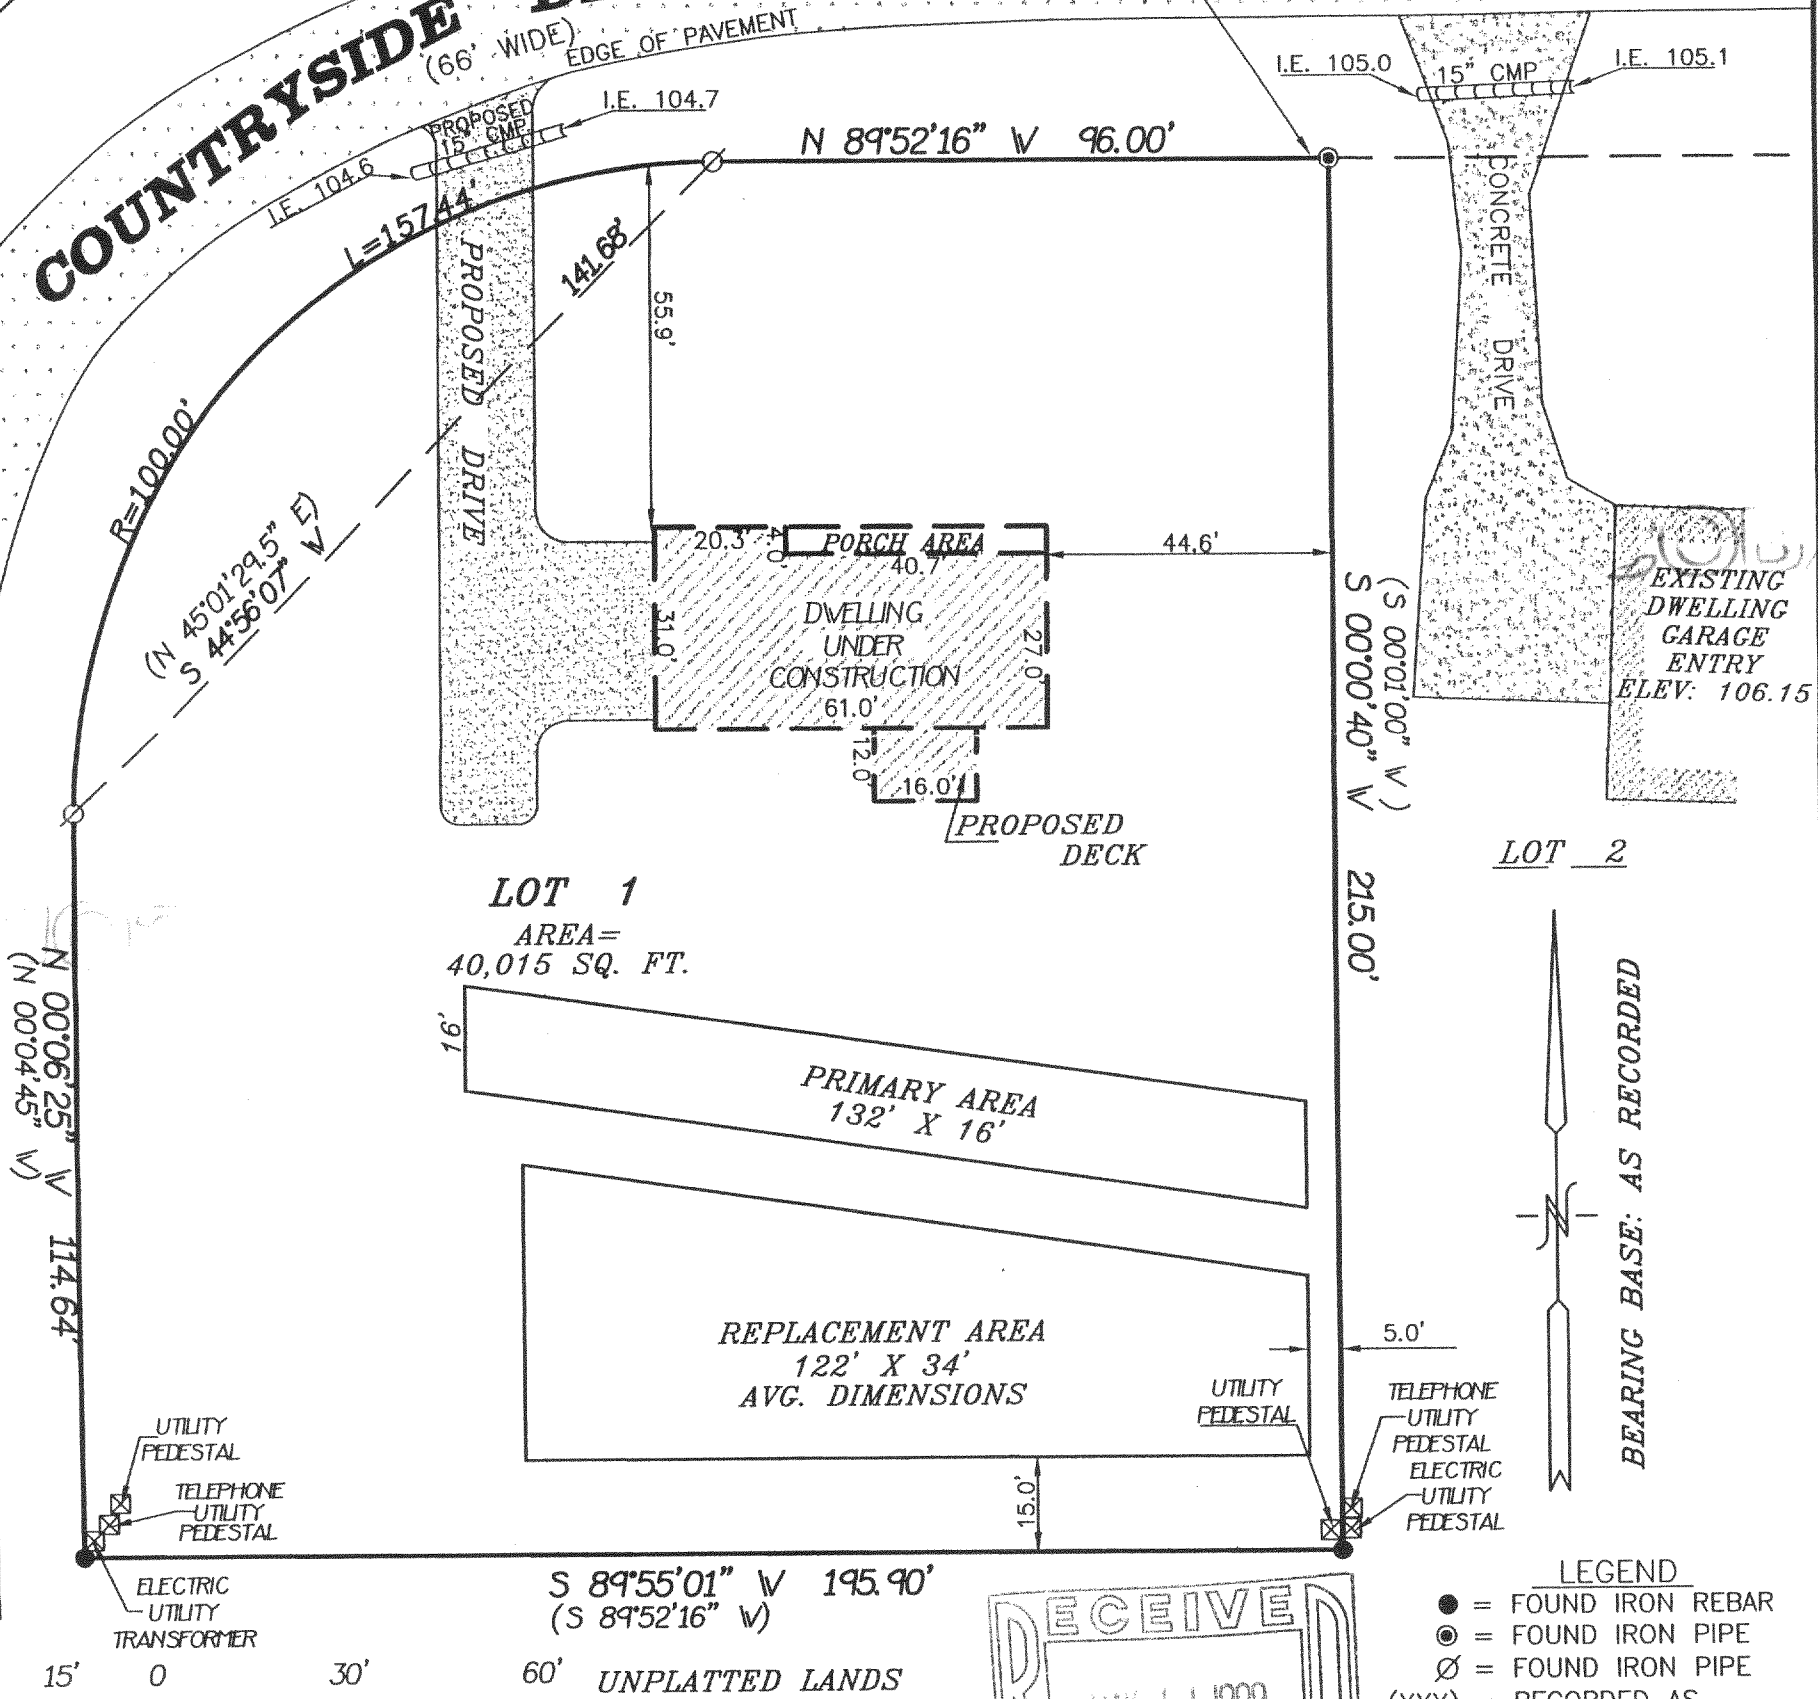 COUNTRYSIDE
(66' WIDE)
EDGE OF PAVEMENT
PROPOSED
15" CMP
I.E. 104.7
I.E. 104.6
N 89°52'16" W 96.00'
I.E. 105.0
15" CMP
I.E. 105.1
CONCRETE DRIVE
L=157.44'
141.68'
55.9'
PROPOSED DRIVE
R=100.00'
(N 45°01'29.5" E)
S 44°56'07" W
20.3'
4.0'
PORCH AREA
40.7'
44.6'
DWELLING
UNDER
CONSTRUCTION
31.0'
27.0'
61.0'
12.0'
16.0'
PROPOSED
DECK
(S 00°01'00" W)
S 00°00'40" W 215.00'
EXISTING
DWELLING
GARAGE
ENTRY
ELEV: 106.15
LOT 2
LOT 1
AREA=
40,015 SQ. FT.
N 00°06'25" W 114.64'
(N 00°04'45" W)
16'
PRIMARY AREA
132' X 16'
REPLACEMENT AREA
122' X 34'
AVG. DIMENSIONS
5.0'
15.0'
N
BEARING BASE: AS RECORDED
UTILITY
PEDESTAL
TELEPHONE
UTILITY
PEDESTAL
ELECTRIC
UTILITY
TRANSFORMER
UTILITY
PEDESTAL
TELEPHONE
UTILITY
PEDESTAL
ELECTRIC
UTILITY
PEDESTAL
S 89°55'01" W 195.90'
(S 89°52'16" W)
15' 0 30' 60'
UNPLATTED LANDS
LEGEND
● = FOUND IRON REBAR
◉ = FOUND IRON PIPE
∅ = FOUND IRON PIPE
(XXX) = RECORDED AS